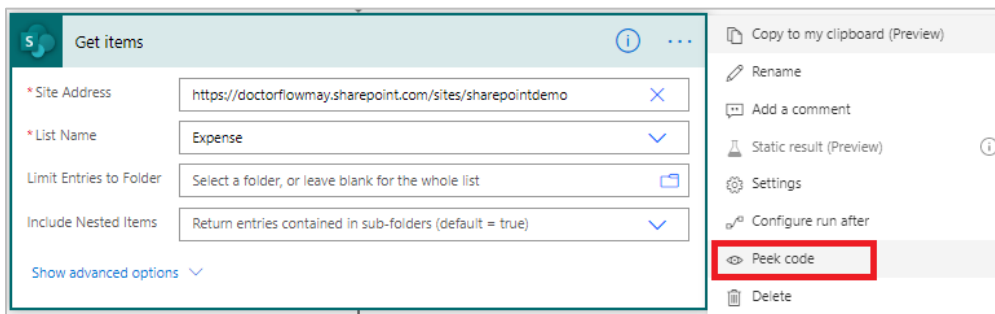 S Get items
* Site Address https://doctorflowmay.sharepoint.com/sites/sharepointdemo
* List Name Expense
Limit Entries to Folder Select a folder, or leave blank for the whole list
Include Nested Items Return entries contained in sub-folders (default = true)
Show advanced options
Copy to my clipboard (Preview)
Rename
Add a comment
Static result (Preview)
Settings
Configure run after
Peek code
Delete